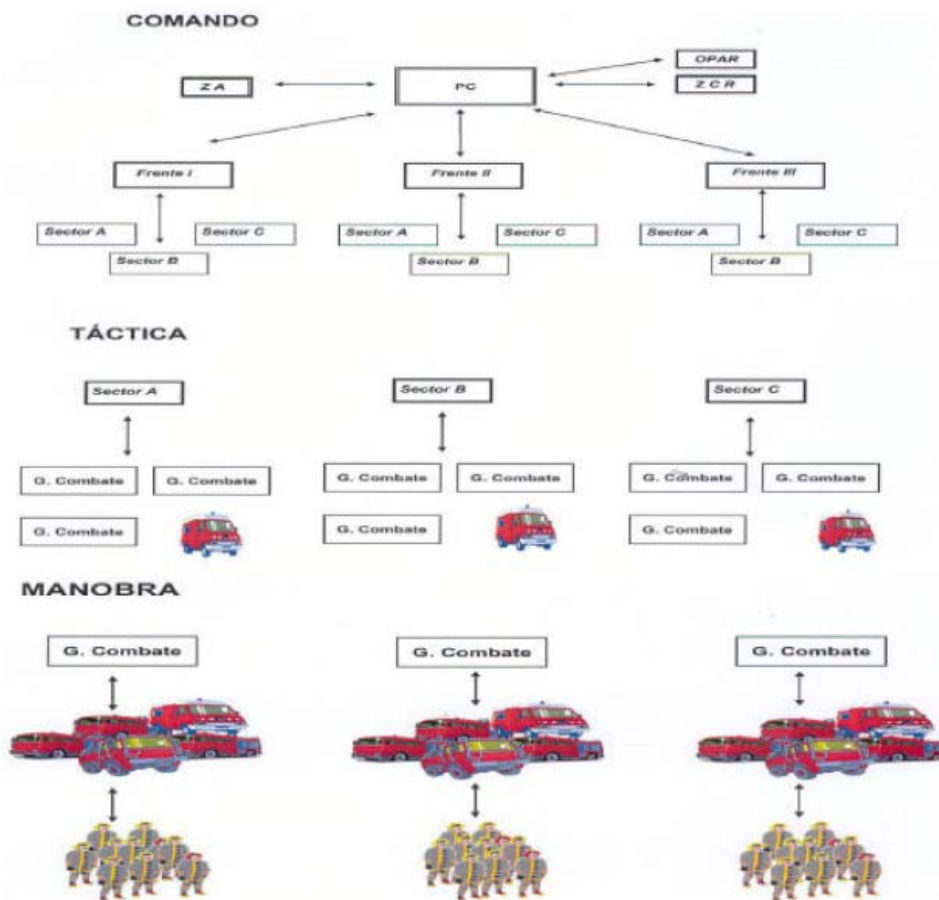 COMANDO
OPAR
Z A
PC
Z C R
Frente I
Frente II
Frente III
Sector A
Sector C
Sector A
Sector C
Sector A
Sector C
Sector B
Sector B
Sector B
TÁCTICA
Sector A
Sector B
Sector C
G. Combate
G. Combate
G. Combate
G. Combate
G. Combate
G. Combate
G. Combate
G. Combate
G. Combate
MANOBRA
G. Combate
G. Combate
G. Combate